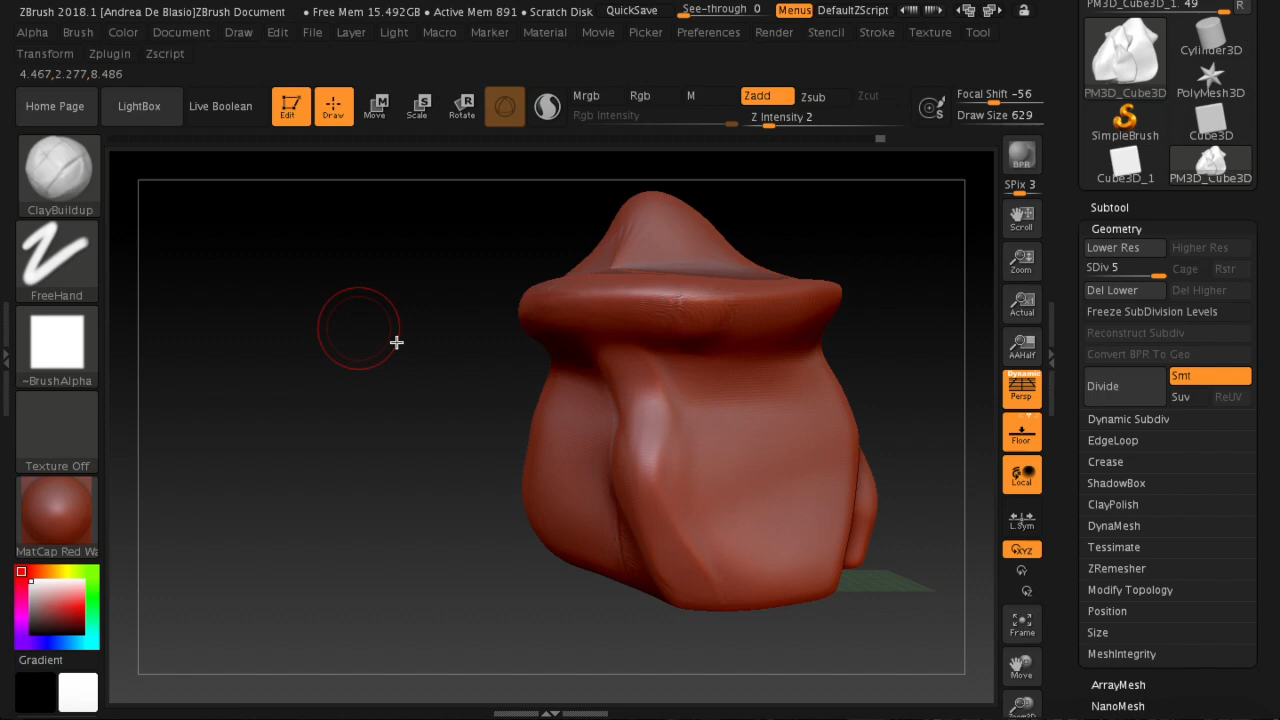 ZBrush 2018.1 [Andrea De Blasio]ZBrush Document • Free Mem 15.492GB • Active Mem 891 • Scratch Disk QuickSave See-through 0 Menus DefaultZScript
Alpha Brush Color Document Draw Edit File Layer Light Macro Marker Material Movie Picker Preferences Render Stencil Stroke Texture Tool
Transform Zplugin Zscript
4.467,2.277,8.486
Home Page LightBox Live Boolean Edit Draw Move Scale Rotate Mrgb Rgb M Zadd Zsub Zcut Focal Shift -56
Rgb Intensity Z Intensity 2 Draw Size 629
ClayBuildup
FreeHand
~BrushAlpha
Texture Off
MatCap Red Wa
Gradient
BPR
SPix 3
Scroll
Zoom
Actual
AAHalf
Dynamic
Persp
Floor
Local
L.Sym
XYZ
Y
Z
Frame
Move
Zoom3D
PM3D_Cube3D_1. 49 R
Cylinder3D
PM3D_Cube3D PolyMesh3D
SimpleBrush Cube3D
Cube3D_1 PM3D_Cube3D
Subtool
Geometry
Lower Res Higher Res
SDiv 5 Cage Rstr
Del Lower Del Higher
Freeze SubDivision Levels
Reconstruct Subdiv
Convert BPR To Geo
Divide Smt
Suv ReUV
Dynamic Subdiv
EdgeLoop
Crease
ShadowBox
ClayPolish
DynaMesh
Tessimate
ZRemesher
Modify Topology
Position
Size
MeshIntegrity
ArrayMesh
NanoMesh